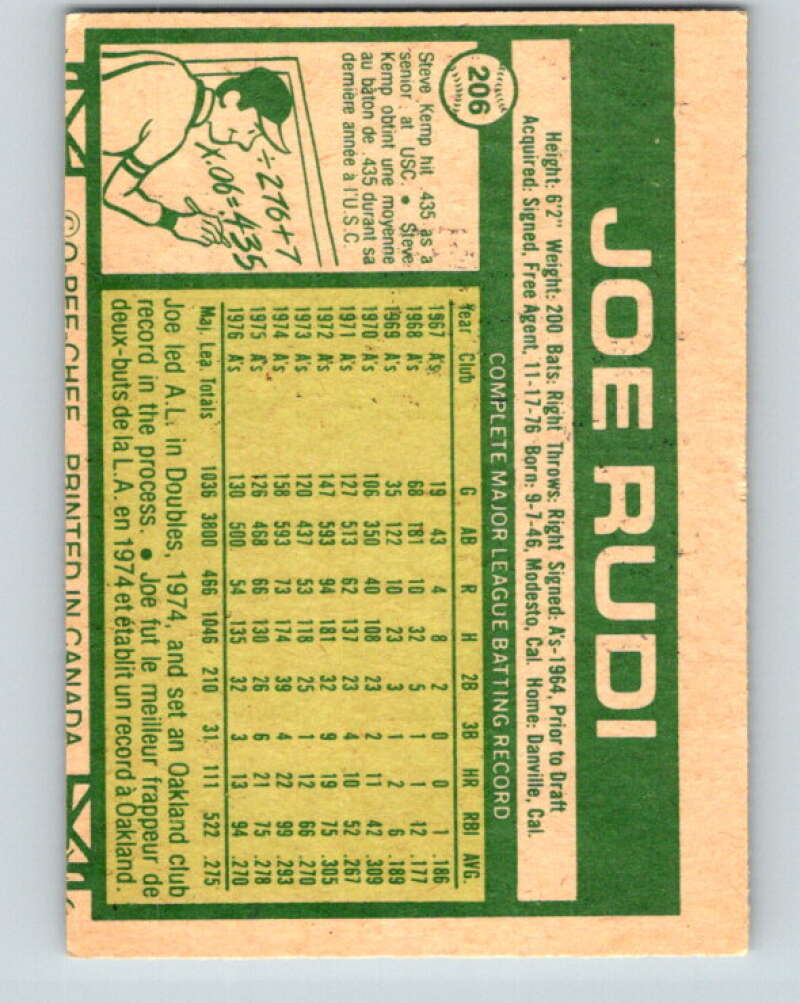 JOE RUDI
Height: 6'2" Weight: 200 Bats: Right Throws: Right Signed: A's-1964, Prior to Draft
Acquired: Signed, Free Agent, 11-17-76 Born: 9-7-46, Modesto, Cal. Home: Danville, Cal.
206
Steve Kemp hit .435 as a
senior at USC. ● Steve
Kemp obtint une moyenne
au bâton de .435 durant sa
dernière année à l'U.S.C.
÷276+7
x.06=.435
COMPLETE MAJOR LEAGUE BATTING RECORD
Year Club G AB R H 2B 3B HR RBI AVG.
1967 A's 19 43 4 8 2 0 0 1 .186
1968 A's 68 181 10 32 5 1 1 12 .177
1969 A's 35 122 10 23 3 1 2 6 .189
1970 A's 106 350 40 108 23 2 11 42 .309
1971 A's 127 513 62 137 23 4 10 52 .267
1972 A's 147 593 94 181 32 9 19 75 .305
1973 A's 120 437 53 118 25 1 12 66 .270
1974 A's 158 593 73 174 39 4 22 99 .293
1975 A's 126 468 66 130 26 6 21 75 .278
1976 A's 130 500 54 135 32 3 13 94 .270
Maj. Lea. Totals 1036 3800 466 1046 210 31 111 522 .275
Joe led A.L. in Doubles, 1974, and set an Oakland club
record in the process. ● Joe fut le meilleur frappeur de
deux-buts de la L.A. en 1974 et établit un record à Oakland.
© O-PEE-CHEE PRINTED IN CANADA